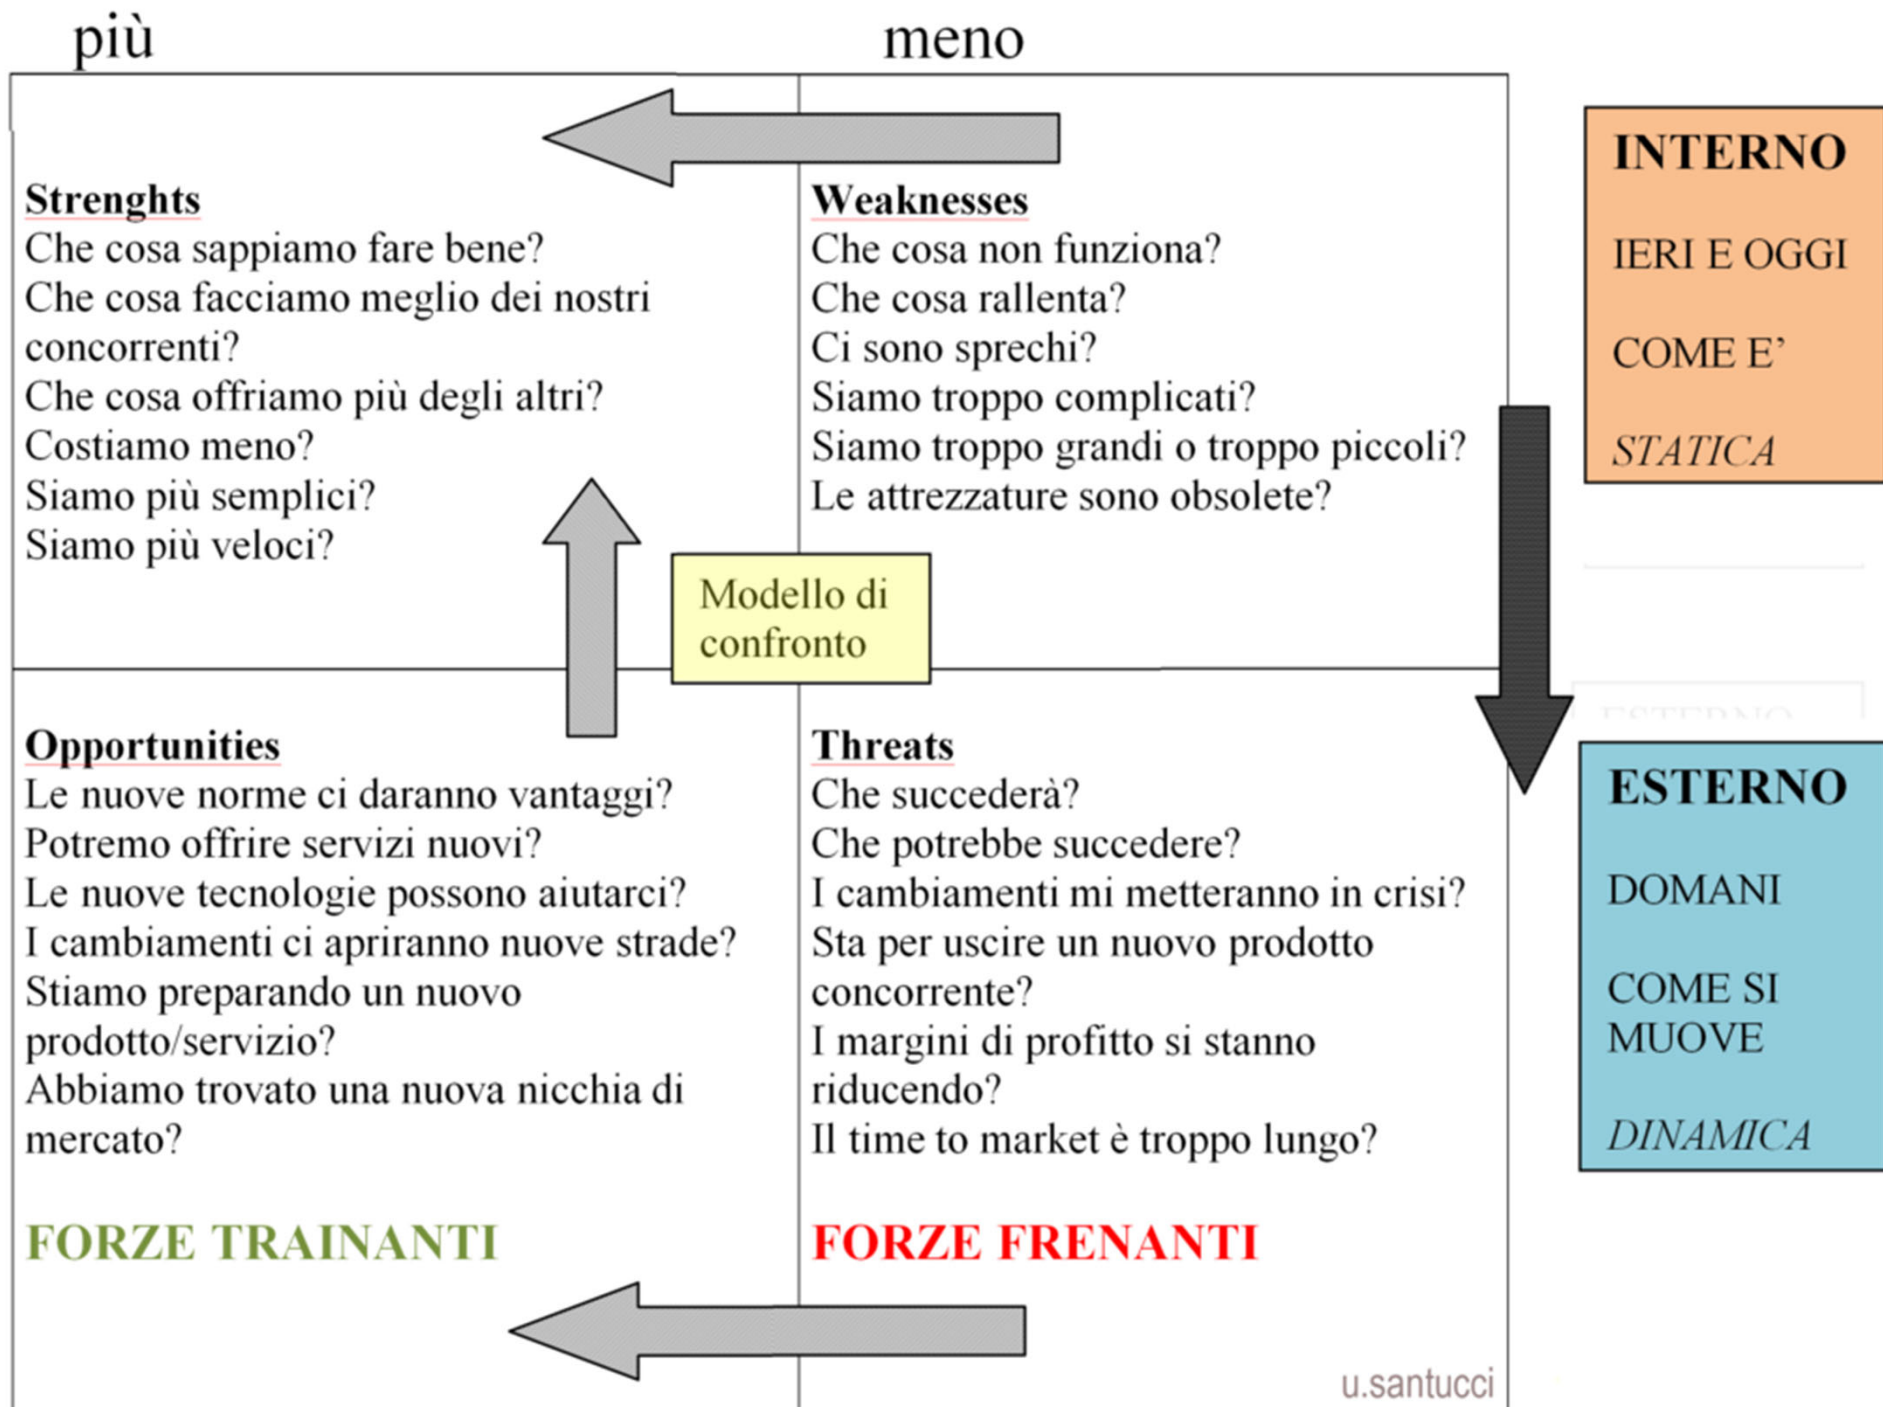 più
meno
Strenghts
Che cosa sappiamo fare bene?
Che cosa facciamo meglio dei nostri
concorrenti?
Che cosa offriamo più degli altri?
Costiamo meno?
Siamo più semplici?
Siamo più veloci?
Weaknesses
Che cosa non funziona?
Che cosa rallenta?
Ci sono sprechi?
Siamo troppo complicati?
Siamo troppo grandi o troppo piccoli?
Le attrezzature sono obsolete?
INTERNO
IERI E OGGI
COME E’
STATICA
Modello di
confronto
Opportunities
Le nuove norme ci daranno vantaggi?
Potremo offrire servizi nuovi?
Le nuove tecnologie possono aiutarci?
I cambiamenti ci apriranno nuove strade?
Stiamo preparando un nuovo
prodotto/servizio?
Abbiamo trovato una nuova nicchia di
mercato?
FORZE TRAINANTI
Threats
Che succederà?
Che potrebbe succedere?
I cambiamenti mi metteranno in crisi?
Sta per uscire un nuovo prodotto
concorrente?
I margini di profitto si stanno
riducendo?
Il time to market è troppo lungo?
FORZE FRENANTI
ESTERNO
ESTERNO
DOMANI
COME SI
MUOVE
DINAMICA
u.santucci